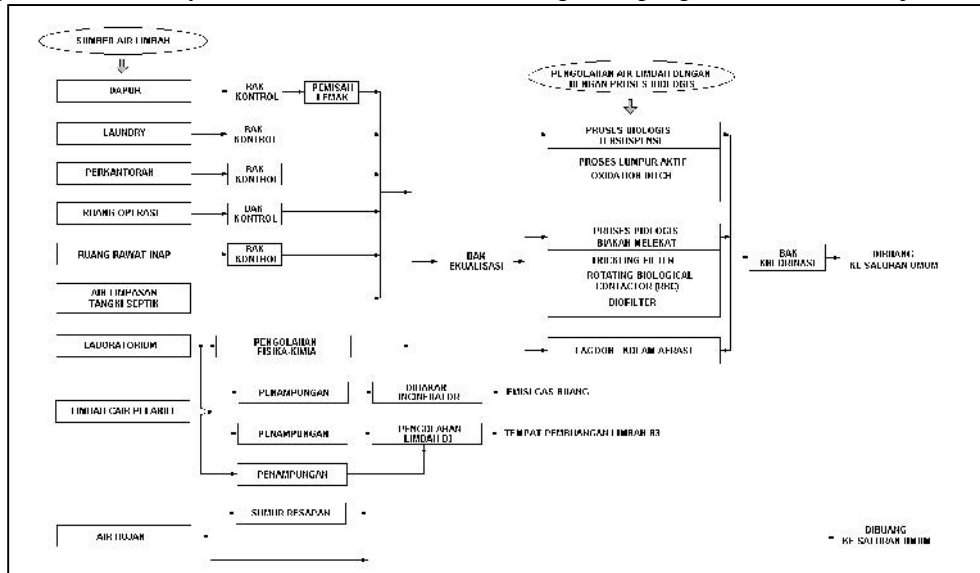 SUMBER AIR LIMBAH
DAPUR
BAK
KONTROL
PEMISAH
LEMAK
LAUNDRY
BAK
KONTROL
PERKANTORAN
BAK
KONTROL
RUANG OPERASI
BAK
KONTROL
RUANG RAWAT INAP
BAK
KONTROL
AIR LIMPASAN
TANGKI SEPTIK
LABORATORIUM
PENGOLAHAN
FISIKA-KIMIA
BAK
EKUALISASI
PENGOLAHAN AIR LIMBAH DENGAN
DENGAN PROSES BIOLOGIS
PROSES BIOLOGIS
TERSUSPENSI
PROSES LUMPUR AKTIF
OXIDATION DITCH
PROSES BIOLOGIS
BIAKAN MELEKAT
TRICKLING FILTER
ROTATING BIOLOGICAL
CONTACTOR (RBC)
BIOFILTER
LAGOON KOLAM AERASI
BAK
KHLORINASI
DIBUANG
KE SALURAN UMUM
LIMBAH CAIR
PENAMPUNGAN
DIBAKAR
INCINERATOR
EMISI GAS BUANG
PENAMPUNGAN
PENGOLAHAN
LIMBAH B3
TEMPAT PEMBUANGAN LIMBAH B3
PENAMPUNGAN
AIR HUJAN
SUMUR RESAPAN
DIBUANG
KE SALURAN UMUM